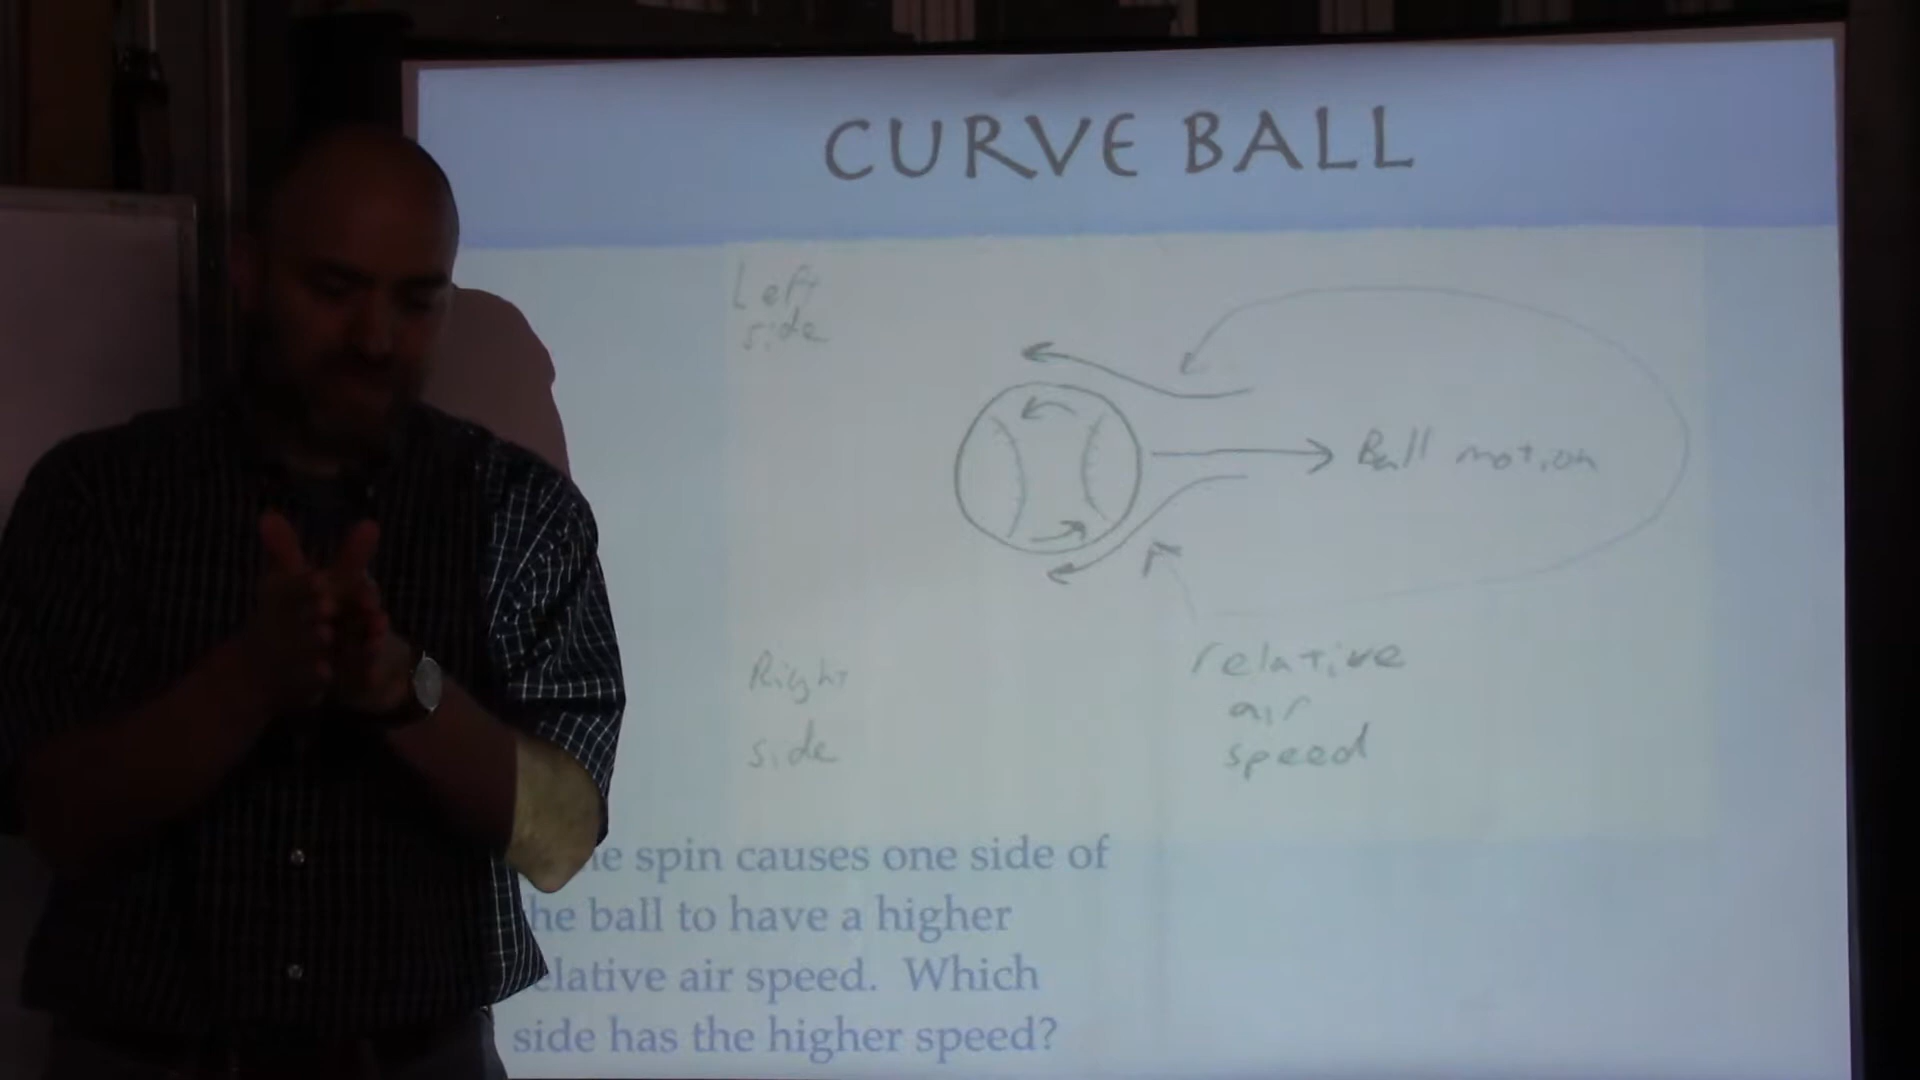 CURVE BALL
Left
side
Ball motion
Right
side
relative
air
speed
e spin causes one side of
he ball to have a higher
elative air speed. Which
side has the higher speed?